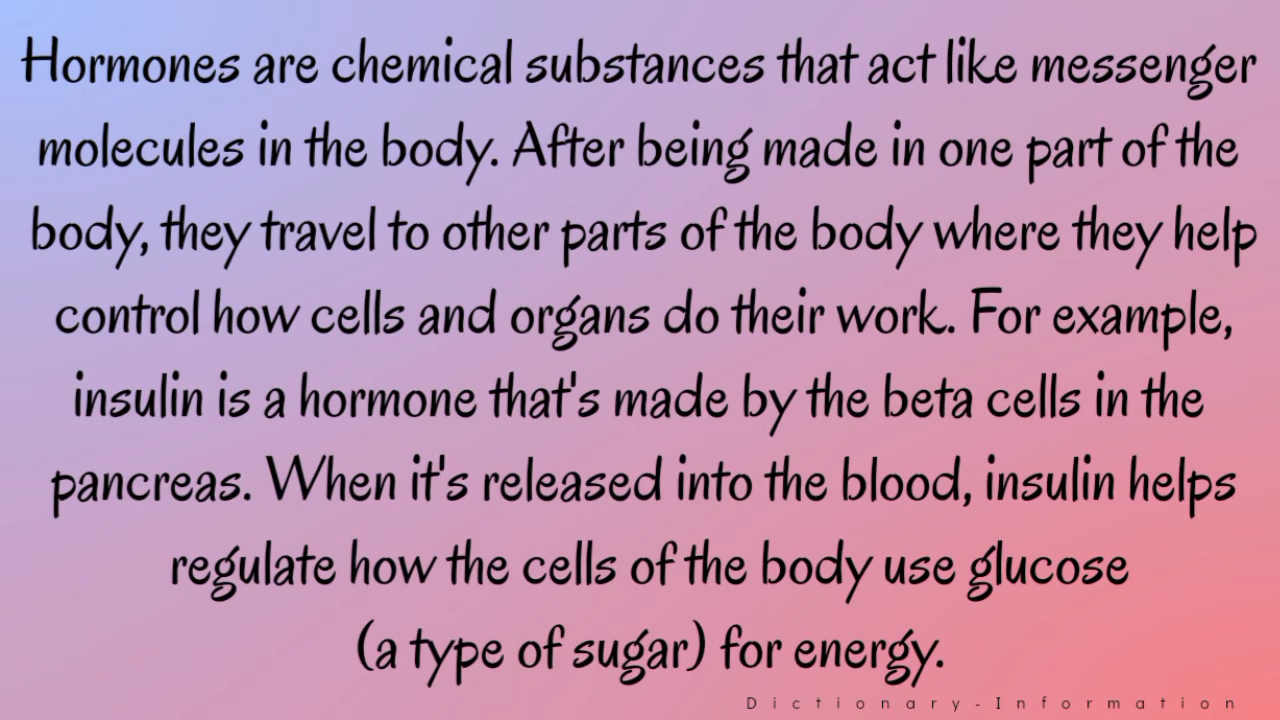 Hormones are chemical substances that act like messenger
molecules in the body. After being made in one part of the
body, they travel to other parts of the body where they help
control how cells and organs do their work. For example,
insulin is a hormone that's made by the beta cells in the
pancreas. When it's released into the blood, insulin helps
regulate how the cells of the body use glucose
(a type of sugar) for energy.
Dictionary-Information